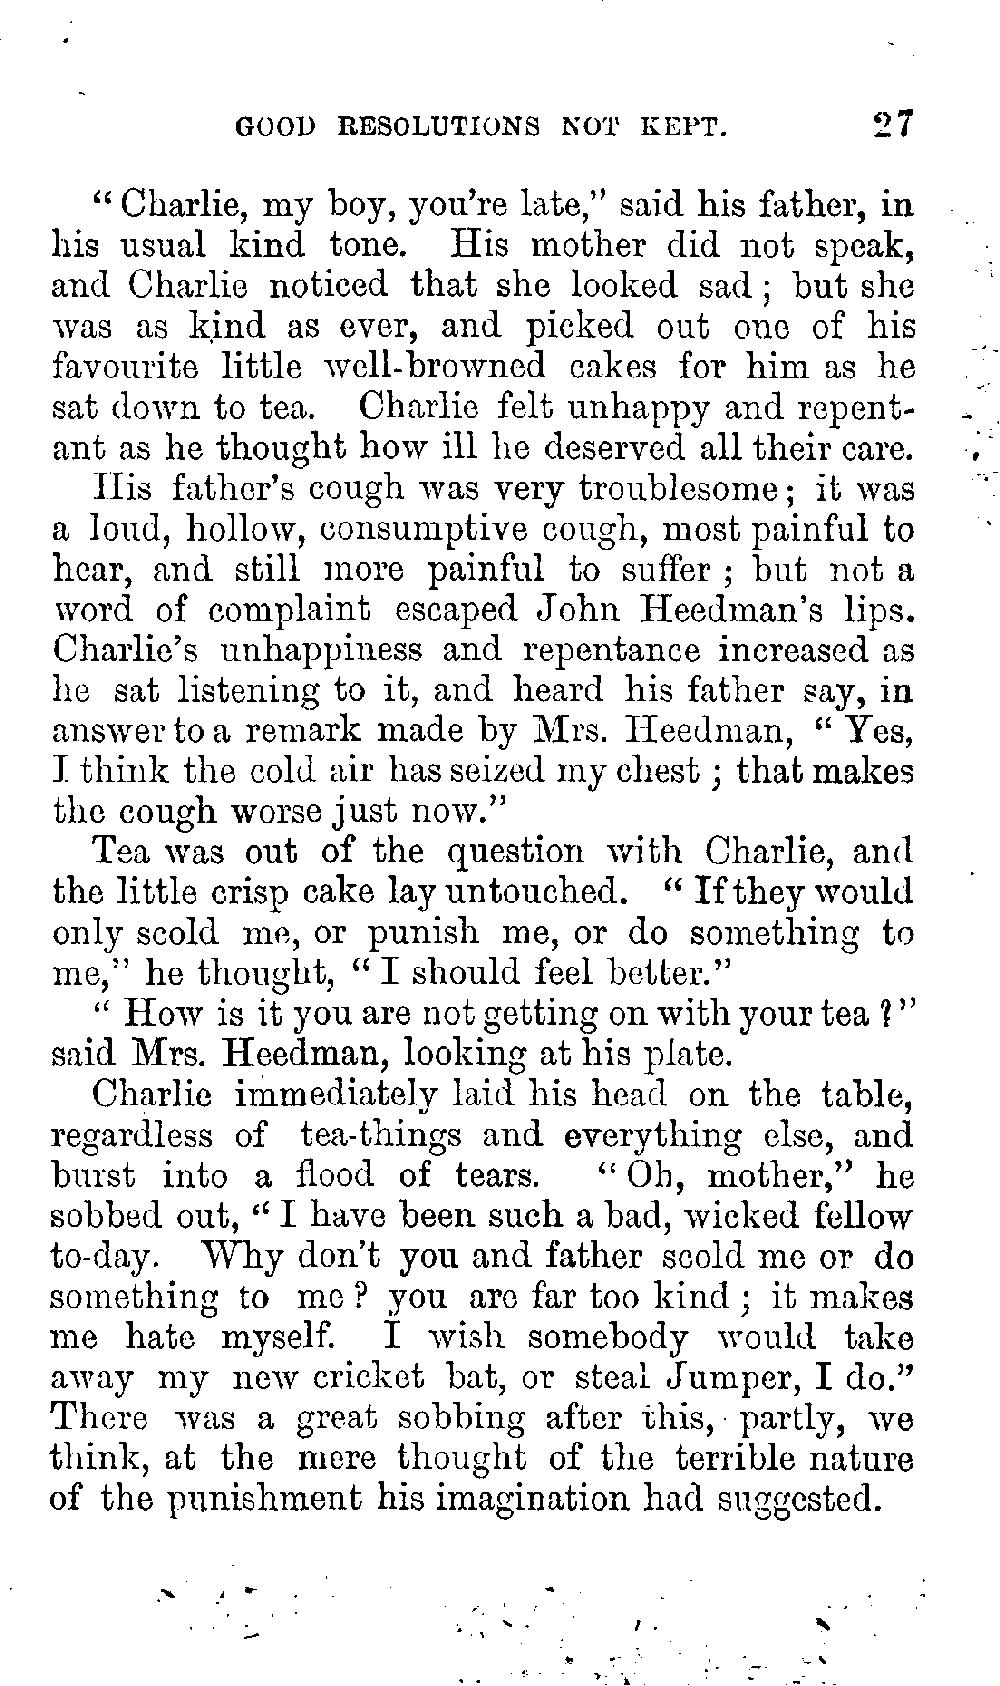 GOOD RESOLUTIONS NOT KEPT. 27
“Charlie, my boy, you're late,” said his father, in
his usual kind tone. His mother did not speak,
and Charlie noticed that she looked sad; but she
was as kind as ever, and picked out one of his
favourite little well-browned cakes for him as he
sat down to tea. Charlie felt unhappy and repent-
ant as he thought how ill he deserved all their care.
His father's cough was very troublesome; it was
a loud, hollow, consumptive cough, most painful to
hear, and still more painful to suffer; but not a
word of complaint escaped John Heedman's lips.
Charlie's unhappiness and repentance increased as
he sat listening to it, and heard his father say, in
answer to a remark made by Mrs. Heedman, “Yes,
I think the cold air has seized my chest; that makes
the cough worse just now.”
Tea was out of the question with Charlie, and
the little crisp cake lay untouched. “If they would
only scold me, or punish me, or do something to
me,” he thought, “I should feel better.”
“How is it you are not getting on with your tea?”
said Mrs. Heedman, looking at his plate.
Charlie immediately laid his head on the table,
regardless of tea-things and everything else, and
burst into a flood of tears. “Oh, mother,” he
sobbed out, “I have been such a bad, wicked fellow
to-day. Why don't you and father scold me or do
something to me? you are far too kind; it makes
me hate myself. I wish somebody would take
away my new cricket bat, or steal Jumper, I do.”
There was a great sobbing after this, partly, we
think, at the mere thought of the terrible nature
of the punishment his imagination had suggested.